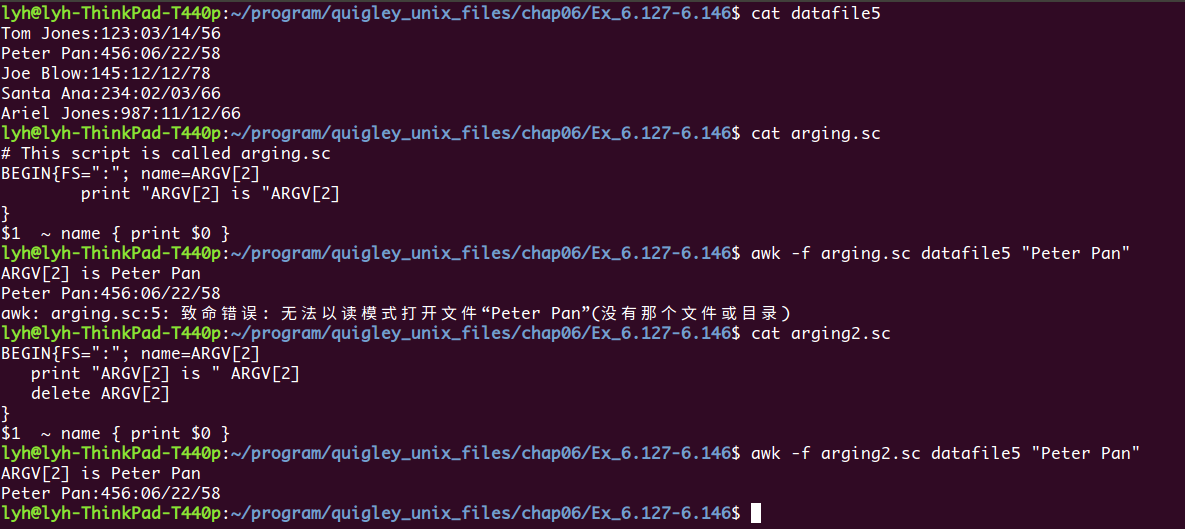 lyh@lyh-ThinkPad-T440p:~/program/quigley_unix_files/chap06/Ex_6.127-6.146$ cat datafile5
Tom Jones:123:03/14/56
Peter Pan:456:06/22/58
Joe Blow:145:12/12/78
Santa Ana:234:02/03/66
Ariel Jones:987:11/12/66
lyh@lyh-ThinkPad-T440p:~/program/quigley_unix_files/chap06/Ex_6.127-6.146$ cat arging.sc
# This script is called arging.sc
BEGIN{FS=":"; name=ARGV[2]
        print "ARGV[2] is "ARGV[2]
}
$1  ~ name { print $0 }
lyh@lyh-ThinkPad-T440p:~/program/quigley_unix_files/chap06/Ex_6.127-6.146$ awk -f arging.sc datafile5 "Peter Pan"
ARGV[2] is Peter Pan
Peter Pan:456:06/22/58
awk: arging.sc:5: 致命错误: 无法以读模式打开文件“Peter Pan”(没有那个文件或目录)
lyh@lyh-ThinkPad-T440p:~/program/quigley_unix_files/chap06/Ex_6.127-6.146$ cat arging2.sc
BEGIN{FS=":"; name=ARGV[2]
   print "ARGV[2] is " ARGV[2]
   delete ARGV[2]
}
$1  ~ name { print $0 }
lyh@lyh-ThinkPad-T440p:~/program/quigley_unix_files/chap06/Ex_6.127-6.146$ awk -f arging2.sc datafile5 "Peter Pan"
ARGV[2] is Peter Pan
Peter Pan:456:06/22/58
lyh@lyh-ThinkPad-T440p:~/program/quigley_unix_files/chap06/Ex_6.127-6.146$